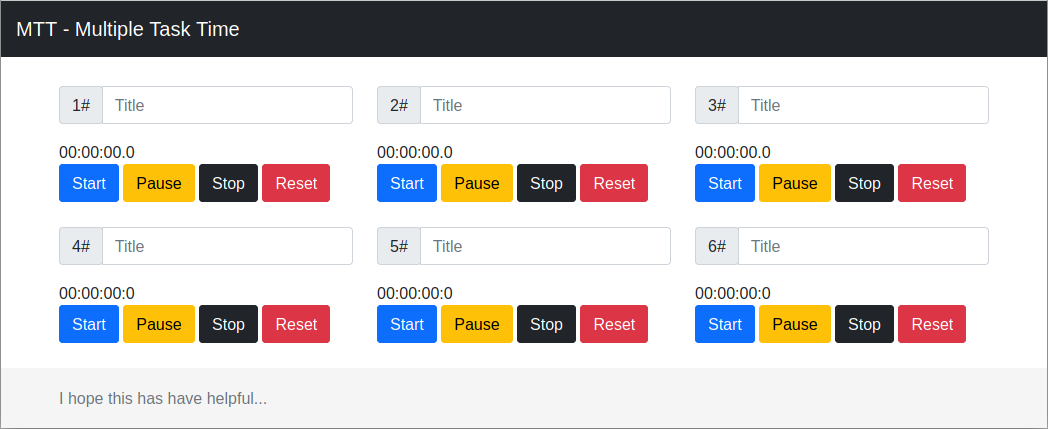 MTT - Multiple Task Time
1# Title 2# Title 3# Title
00:00:00.0 00:00:00.0 00:00:00.0
Start Pause Stop Reset Start Pause Stop Reset Start Pause Stop Reset
4# Title 5# Title 6# Title
00:00:00:0 00:00:00:0 00:00:00:0
Start Pause Stop Reset Start Pause Stop Reset Start Pause Stop Reset
I hope this has have helpful...